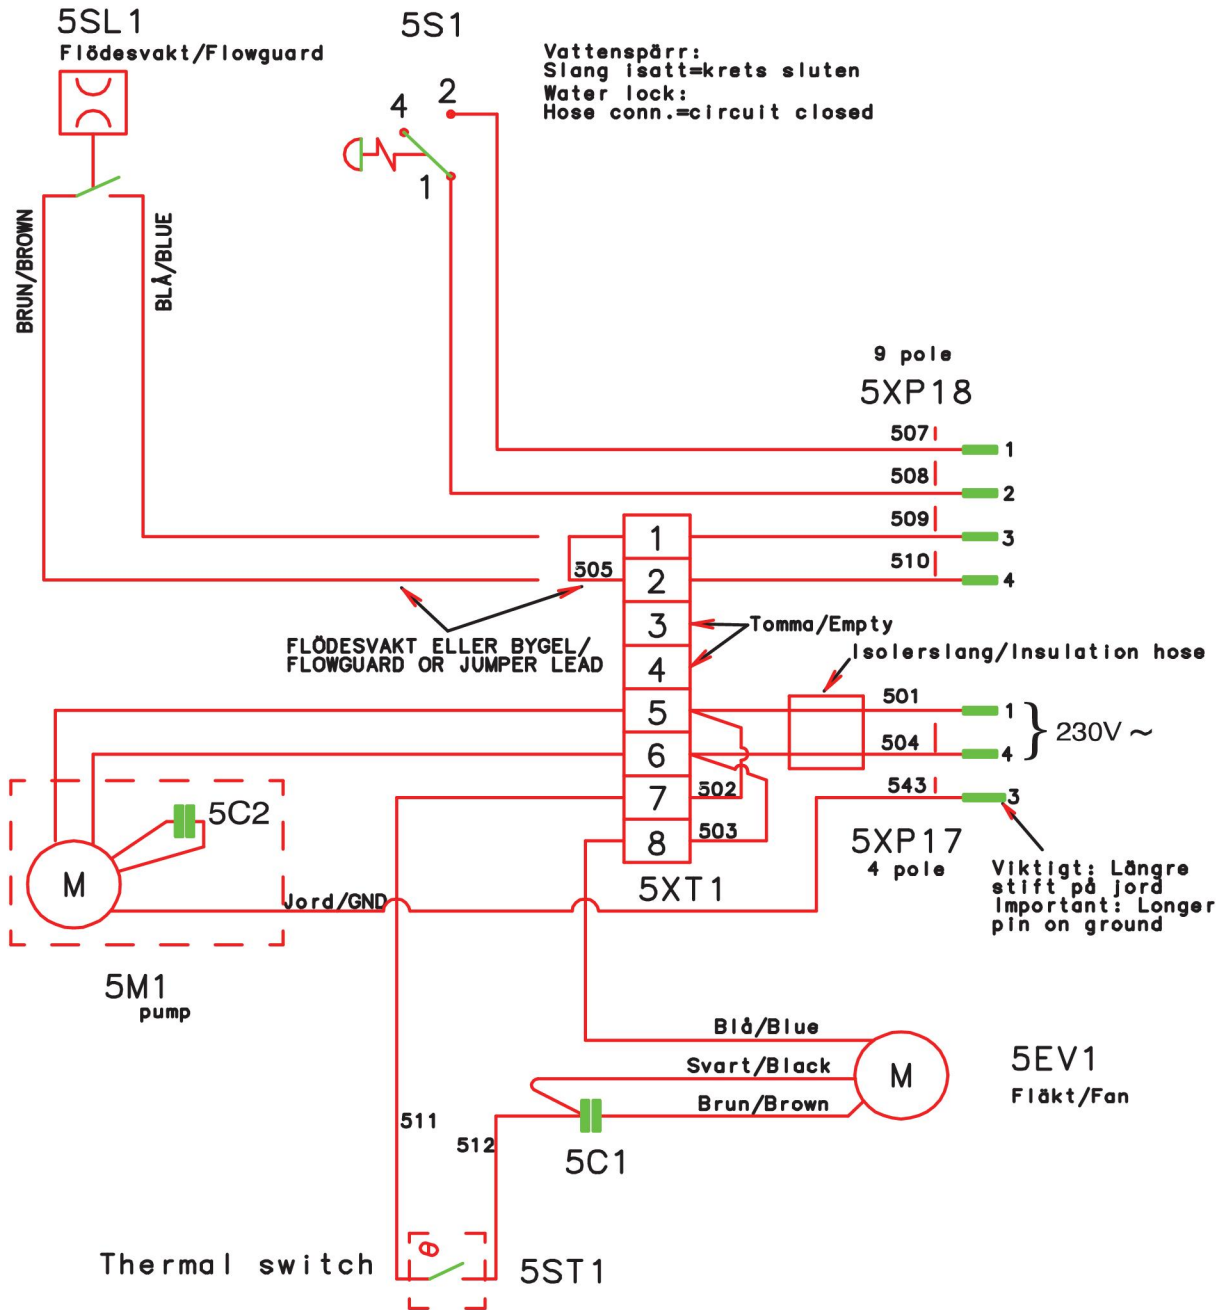 5SL1
Flödesvakt/Flowguard
5S1
Vattenspärr:
Slang isatt=krets sluten
Water lock:
Hose conn.=circuit closed
4
2
1
BRUN/BROWN
BLÅ/BLUE
9 pole
5XP18
507
1
508
2
509
3
510
4
1
2
3
4
5
6
7
8
505
5XT1
FLÖDESVAKT ELLER BYGEL/
FLOWGUARD OR JUMPER LEAD
Tomma/Empty
Isolerslang/Insulation hose
501
1
504
4
230V ~
502
503
543
3
5XP17
4 pole
Viktigt: Längre
stift på jord
Important: Longer
pin on ground
5C2
M
Jord/GND
5M1
pump
Blå/Blue
Svart/Black
Brun/Brown
M
5EV1
Fläkt/Fan
511
512
5C1
Thermal switch
θ
5ST1